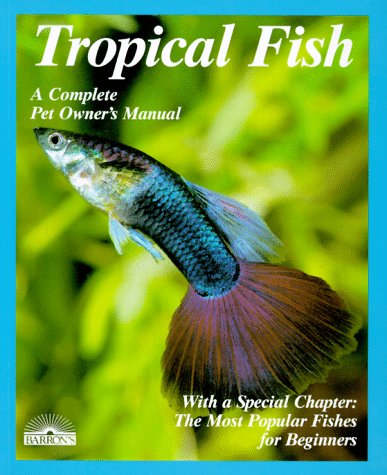 Tropical Fish
A Complete
Pet Owner's Manual
With a Special Chapter:
The Most Popular Fishes
for Beginners
BARRON'S